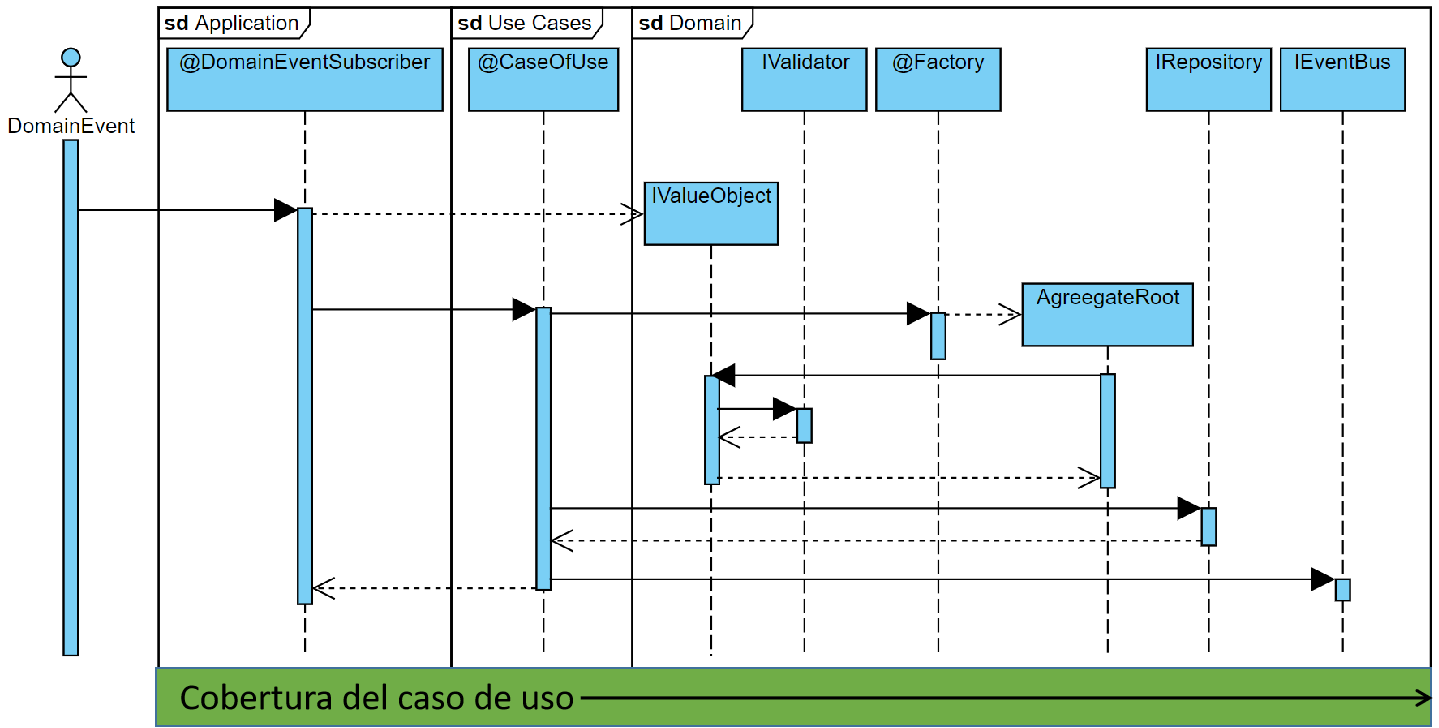 sd Application
sd Use Cases
sd Domain
@DomainEventSubscriber
@CaseOfUse
IValidator
@Factory
IRepository
IEventBus
DomainEvent
IValueObject
AgreegateRoot
Cobertura del caso de uso